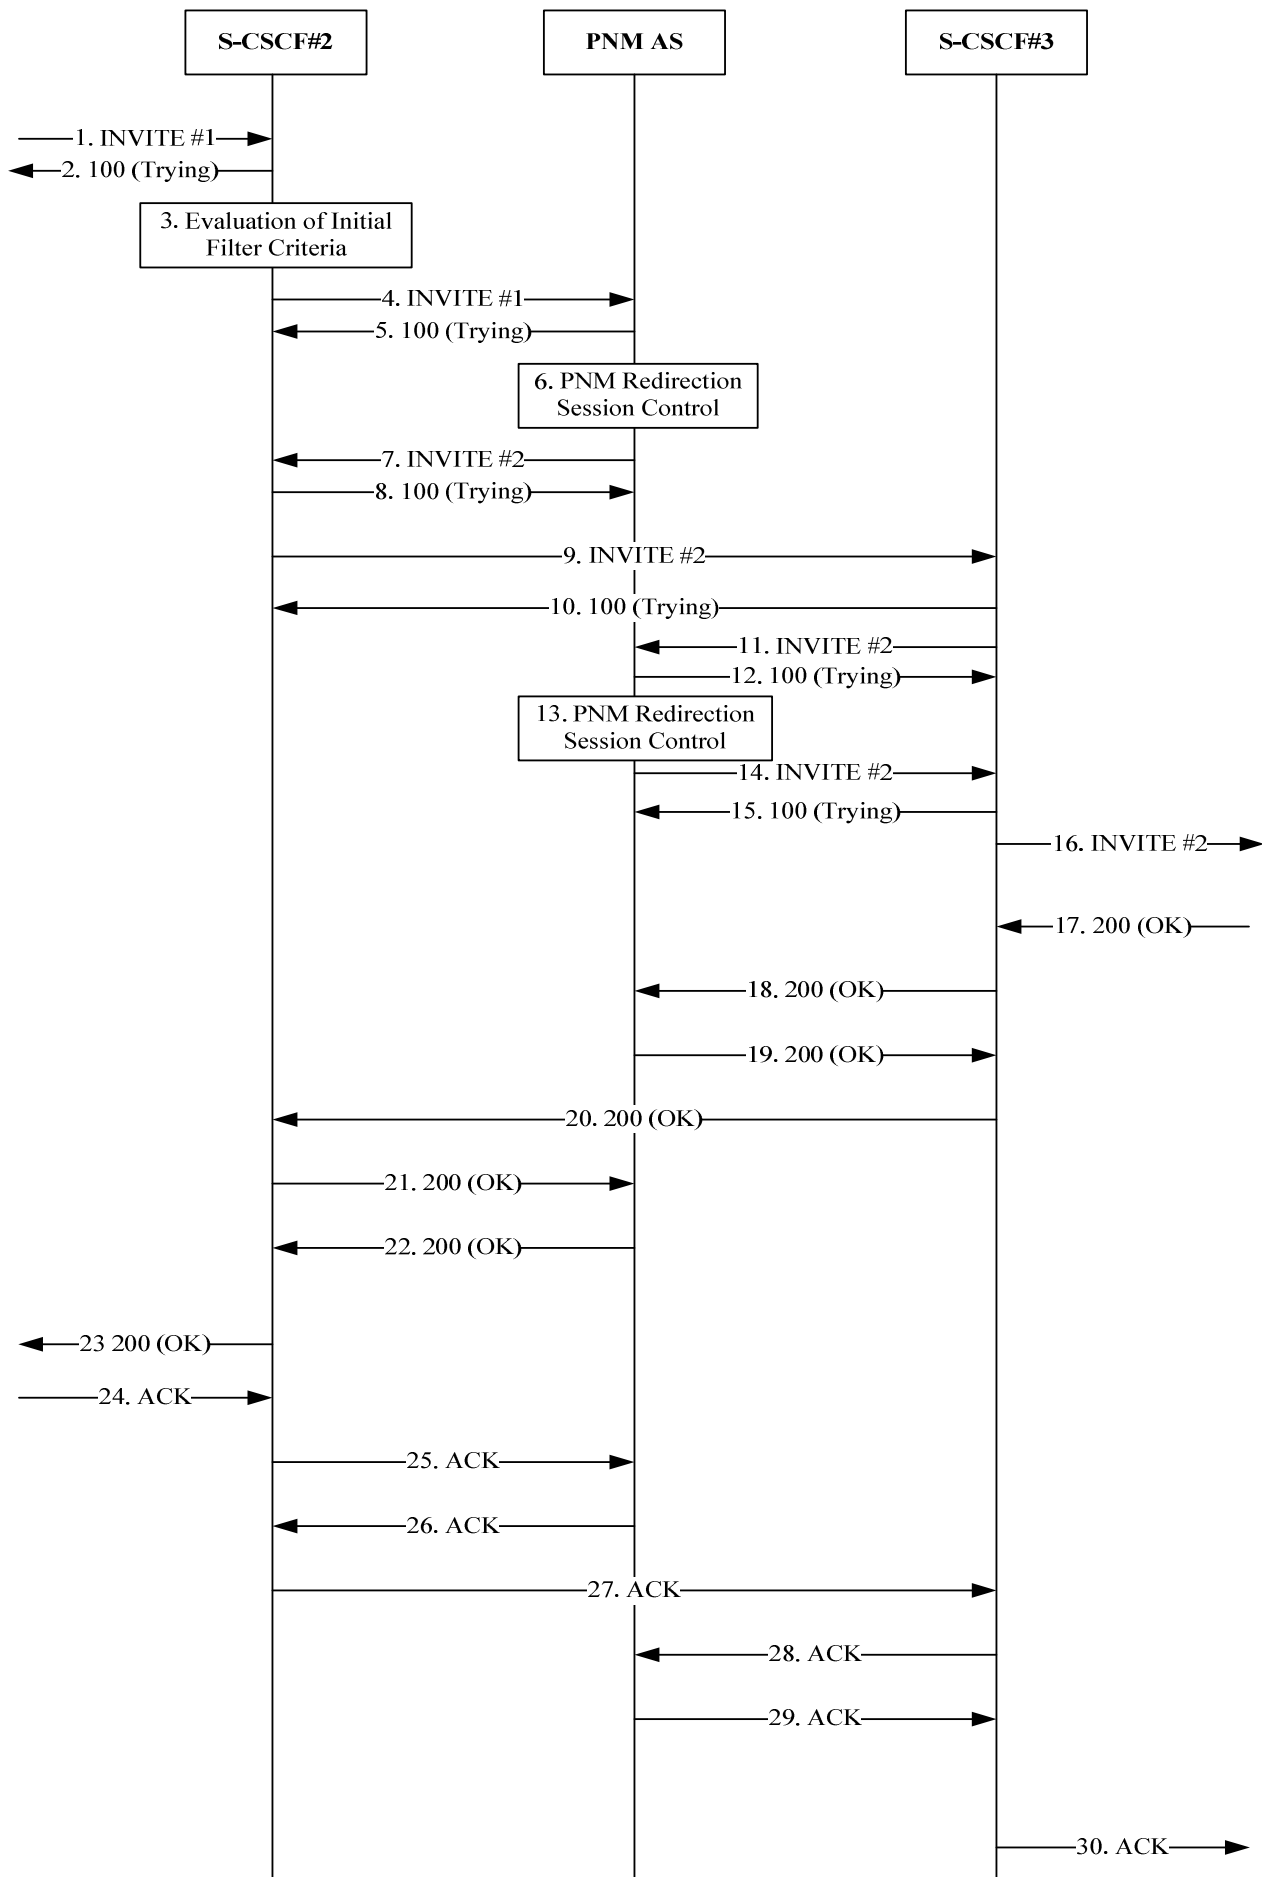 S-CSCF#2
PNM AS
S-CSCF#3
1. INVITE #1
2. 100 (Trying)
3. Evaluation of Initial
Filter Criteria
4. INVITE #1
5. 100 (Trying)
6. PNM Redirection
Session Control
7. INVITE #2
8. 100 (Trying)
9. INVITE #2
10. 100 (Trying)
11. INVITE #2
12. 100 (Trying)
13. PNM Redirection
Session Control
14. INVITE #2
15. 100 (Trying)
16. INVITE #2
17. 200 (OK)
18. 200 (OK)
19. 200 (OK)
20. 200 (OK)
21. 200 (OK)
22. 200 (OK)
23 200 (OK)
24. ACK
25. ACK
26. ACK
27. ACK
28. ACK
29. ACK
30. ACK